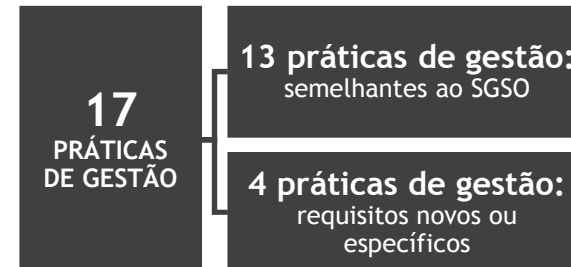 17
PRÁTICAS
DE GESTÃO
13 práticas de gestão:
semelhantes ao SGSO
4 práticas de gestão:
requisitos novos ou
específicos